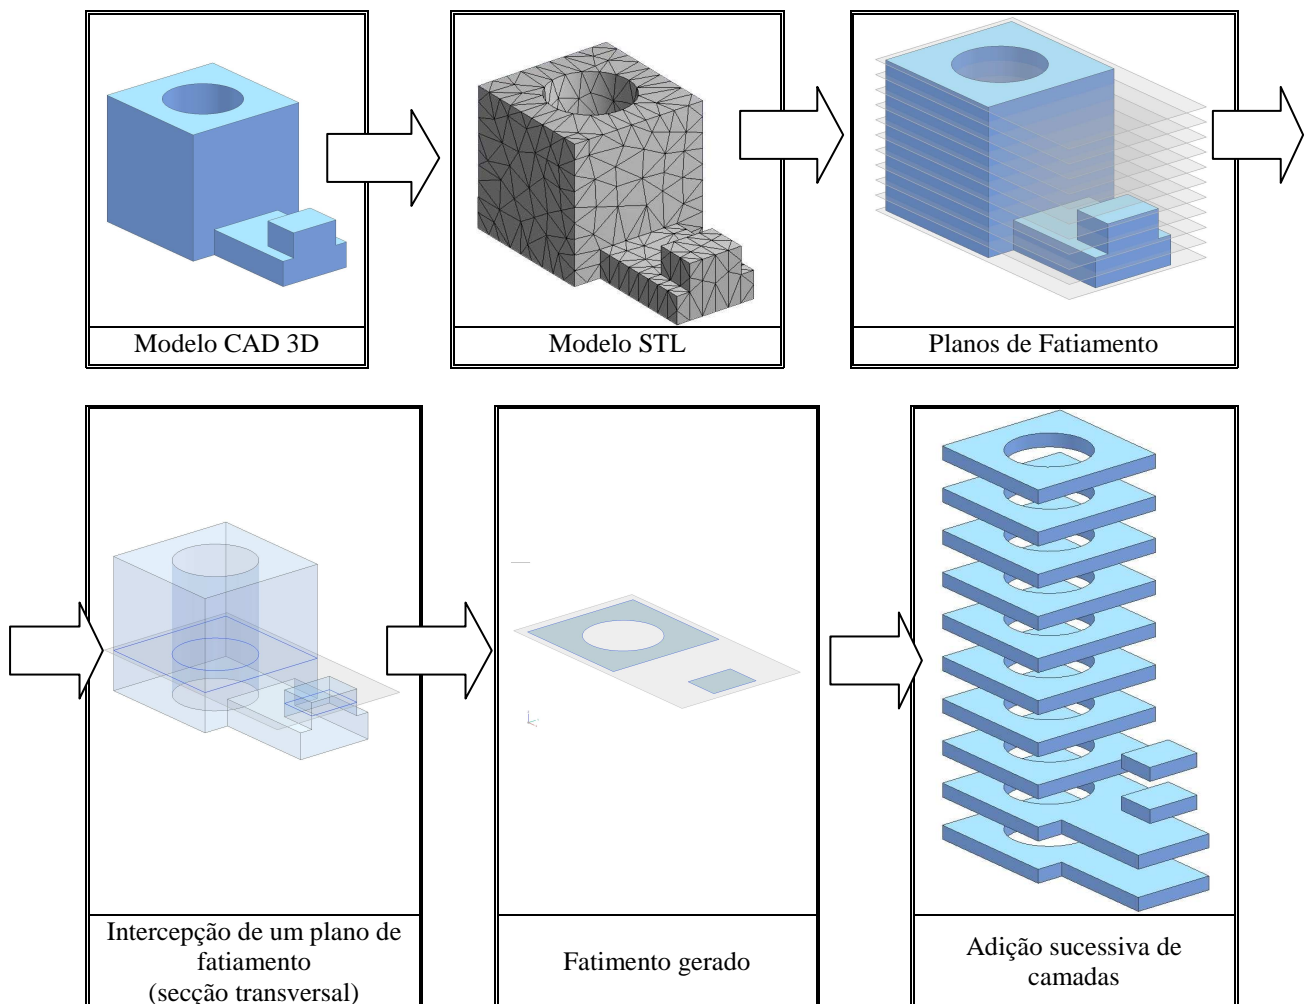 Modelo CAD 3D
Modelo STL
Planos de Fatiamento
Intercepção de um plano de
fatiamento
(secção transversal)
Fatimento gerado
Adição sucessiva de
camadas